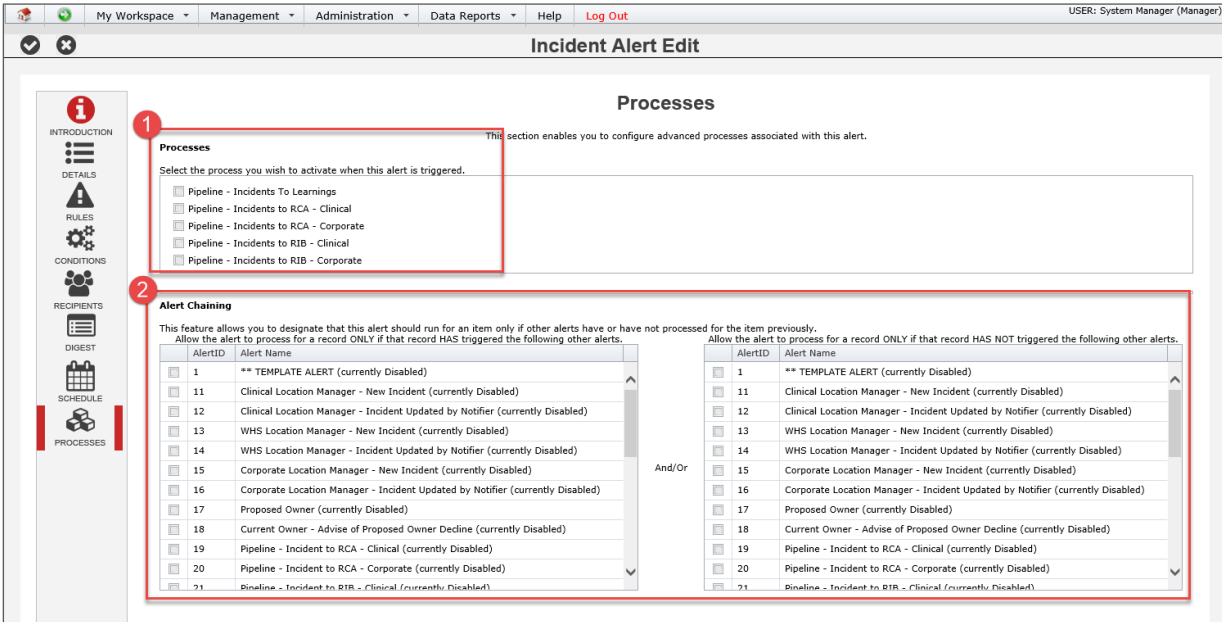 My Workspace Management Administration Data Reports Help Log Out
USER: System Manager (Manager)
Incident Alert Edit
INTRODUCTION
DETAILS
RULES
CONDITIONS
RECIPIENTS
DIGEST
SCHEDULE
PROCESSES
Processes
This section enables you to configure advanced processes associated with this alert.
1
Processes
Select the process you wish to activate when this alert is triggered.
Pipeline - Incidents To Learnings
Pipeline - Incidents to RCA - Clinical
Pipeline - Incidents to RCA - Corporate
Pipeline - Incidents to RIB - Clinical
Pipeline - Incidents to RIB - Corporate
2
Alert Chaining
This feature allows you to designate that this alert should run for an item only if other alerts have or have not processed for the item previously.
Allow the alert to process for a record ONLY if that record HAS triggered the following other alerts.
AlertID Alert Name
1 ** TEMPLATE ALERT (currently Disabled)
11 Clinical Location Manager - New Incident (currently Disabled)
12 Clinical Location Manager - Incident Updated by Notifier (currently Disabled)
13 WHS Location Manager - New Incident (currently Disabled)
14 WHS Location Manager - Incident Updated by Notifier (currently Disabled)
15 Corporate Location Manager - New Incident (currently Disabled)
16 Corporate Location Manager - Incident Updated by Notifier (currently Disabled)
17 Proposed Owner (currently Disabled)
18 Current Owner - Advise of Proposed Owner Decline (currently Disabled)
19 Pipeline - Incident to RCA - Clinical (currently Disabled)
20 Pipeline - Incident to RCA - Corporate (currently Disabled)
21 Pipeline - Incident to RIB - Clinical (currently Disabled)
And/Or
Allow the alert to process for a record ONLY if that record HAS NOT triggered the following other alerts.
AlertID Alert Name
1 ** TEMPLATE ALERT (currently Disabled)
11 Clinical Location Manager - New Incident (currently Disabled)
12 Clinical Location Manager - Incident Updated by Notifier (currently Disabled)
13 WHS Location Manager - New Incident (currently Disabled)
14 WHS Location Manager - Incident Updated by Notifier (currently Disabled)
15 Corporate Location Manager - New Incident (currently Disabled)
16 Corporate Location Manager - Incident Updated by Notifier (currently Disabled)
17 Proposed Owner (currently Disabled)
18 Current Owner - Advise of Proposed Owner Decline (currently Disabled)
19 Pipeline - Incident to RCA - Clinical (currently Disabled)
20 Pipeline - Incident to RCA - Corporate (currently Disabled)
21 Pipeline - Incident to RIB - Clinical (currently Disabled)